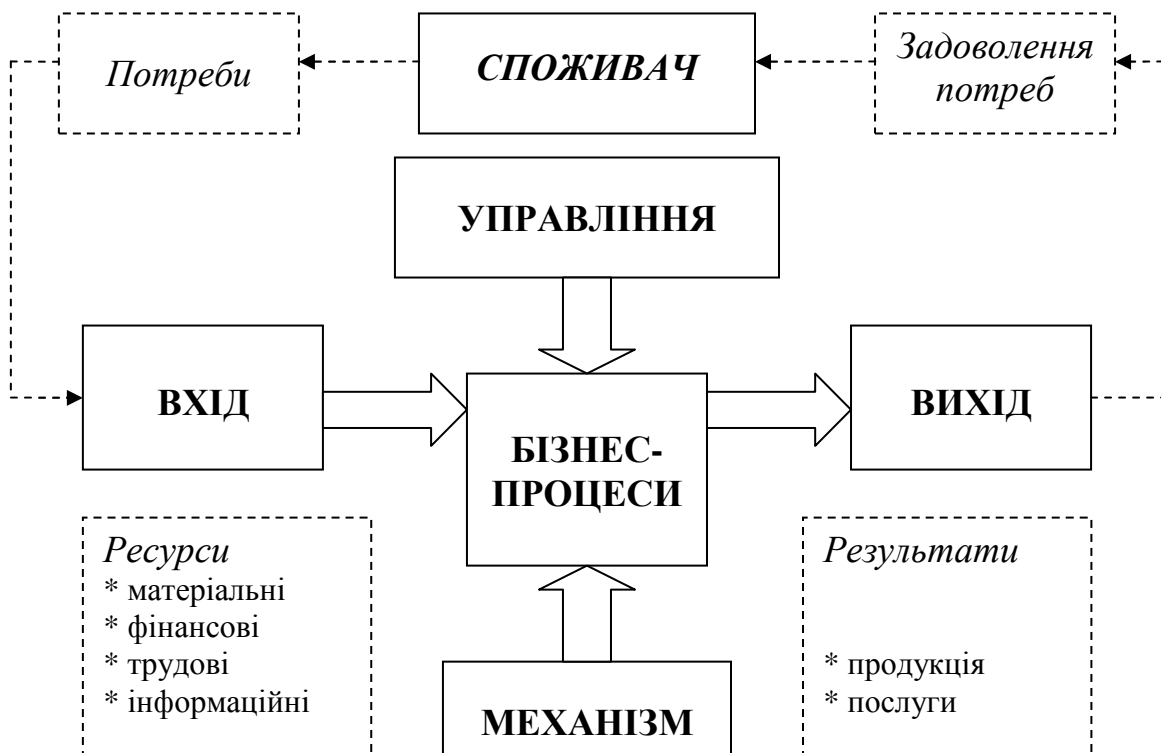 Потреби
СПОЖИВАЧ
Задоволення
потреб
УПРАВЛІННЯ
ВХІД
БІЗНЕС-
ПРОЦЕСИ
ВИХІД
Ресурси
* матеріальні
* фінансові
* трудові
* інформаційні
МЕХАНІЗМ
Результати
* продукція
* послуги